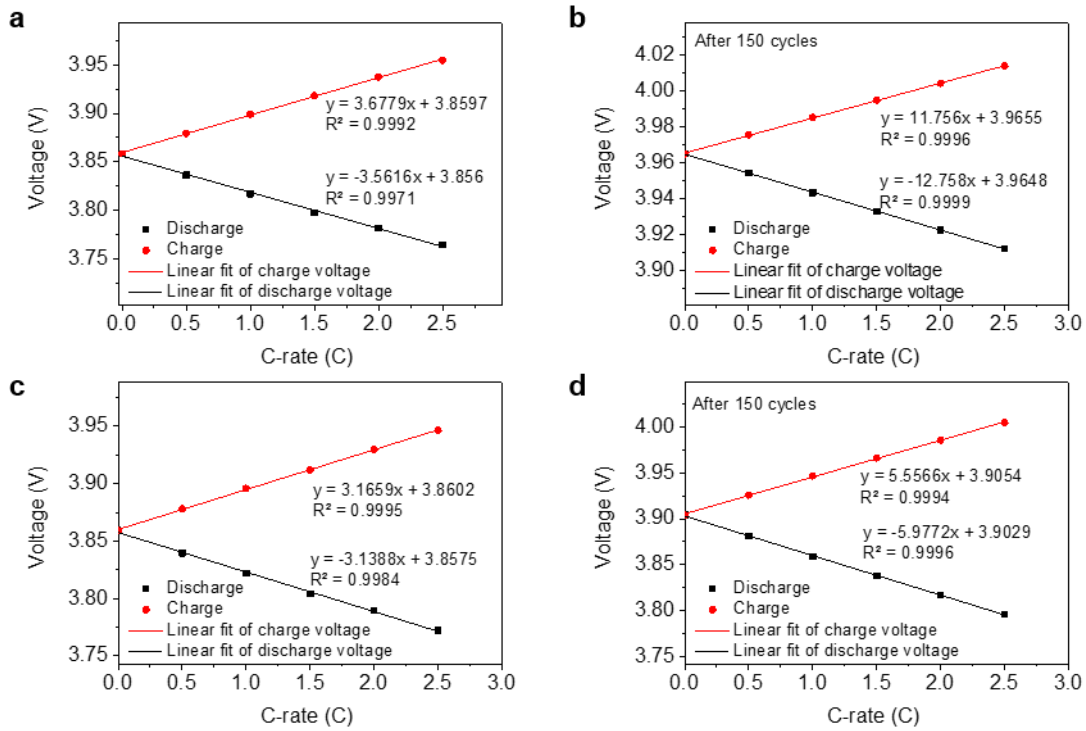 a
3.95
3.90
3.85
3.80
3.75
Voltage (V)
y = 3.6779x + 3.8597
R² = 0.9992
y = -3.5616x + 3.856
R² = 0.9971
Discharge
Charge
Linear fit of charge voltage
Linear fit of discharge voltage
0.0 0.5 1.0 1.5 2.0 2.5
C-rate (C)
b
After 150 cycles
4.02
4.00
3.98
3.96
3.94
3.92
3.90
Voltage (V)
y = 11.756x + 3.9655
R² = 0.9996
y = -12.758x + 3.9648
R² = 0.9999
Discharge
Charge
Linear fit of charge voltage
Linear fit of discharge voltage
0.0 0.5 1.0 1.5 2.0 2.5 3.0
C-rate (C)
c
3.95
3.90
3.85
3.80
3.75
Voltage (V)
y = 3.1659x + 3.8602
R² = 0.9995
y = -3.1388x + 3.8575
R² = 0.9984
Discharge
Charge
Linear fit of charge voltage
Linear fit of discharge voltage
0.0 0.5 1.0 1.5 2.0 2.5 3.0
C-rate (C)
d
After 150 cycles
4.00
3.95
3.90
3.85
3.80
3.75
Voltage (V)
y = 5.5566x + 3.9054
R² = 0.9994
y = -5.9772x + 3.9029
R² = 0.9996
Discharge
Charge
Linear fit of charge voltage
Linear fit of discharge voltage
0.0 0.5 1.0 1.5 2.0 2.5 3.0
C-rate (C)